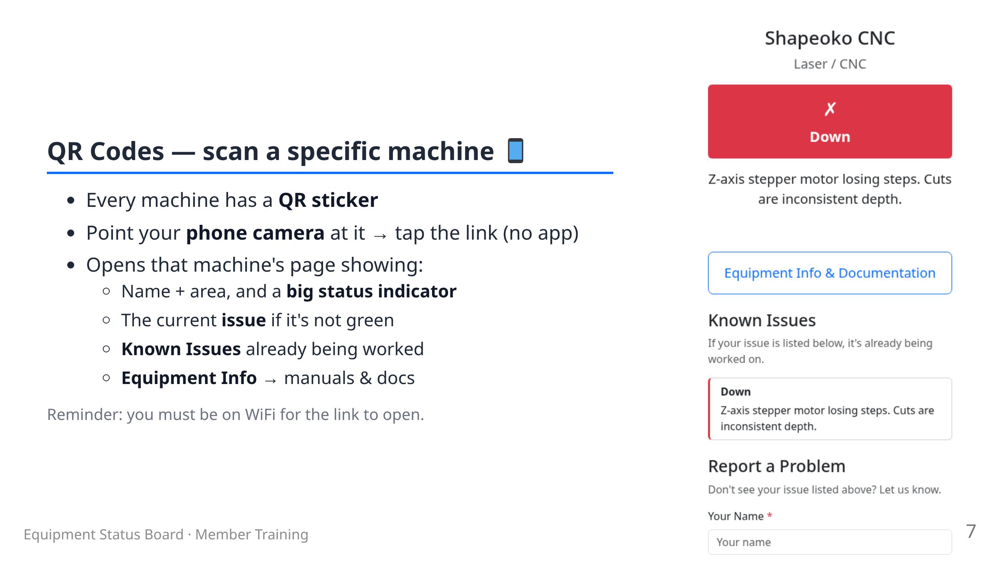 QR Codes — scan a specific machine
• Every machine has a QR sticker
• Point your phone camera at it → tap the link (no app)
• Opens that machine's page showing:
○ Name + area, and a big status indicator
○ The current issue if it's not green
○ Known Issues already being worked
○ Equipment Info → manuals & docs
Reminder: you must be on WiFi for the link to open.
Shapeoko CNC
Laser / CNC
✗
Down
Z-axis stepper motor losing steps. Cuts
are inconsistent depth.
Equipment Info & Documentation
Known Issues
If your issue is listed below, it's already being
worked on.
Down
Z-axis stepper motor losing steps. Cuts are
inconsistent depth.
Report a Problem
Don't see your issue listed above? Let us know.
Your Name *
Your name
Equipment Status Board · Member Training
7